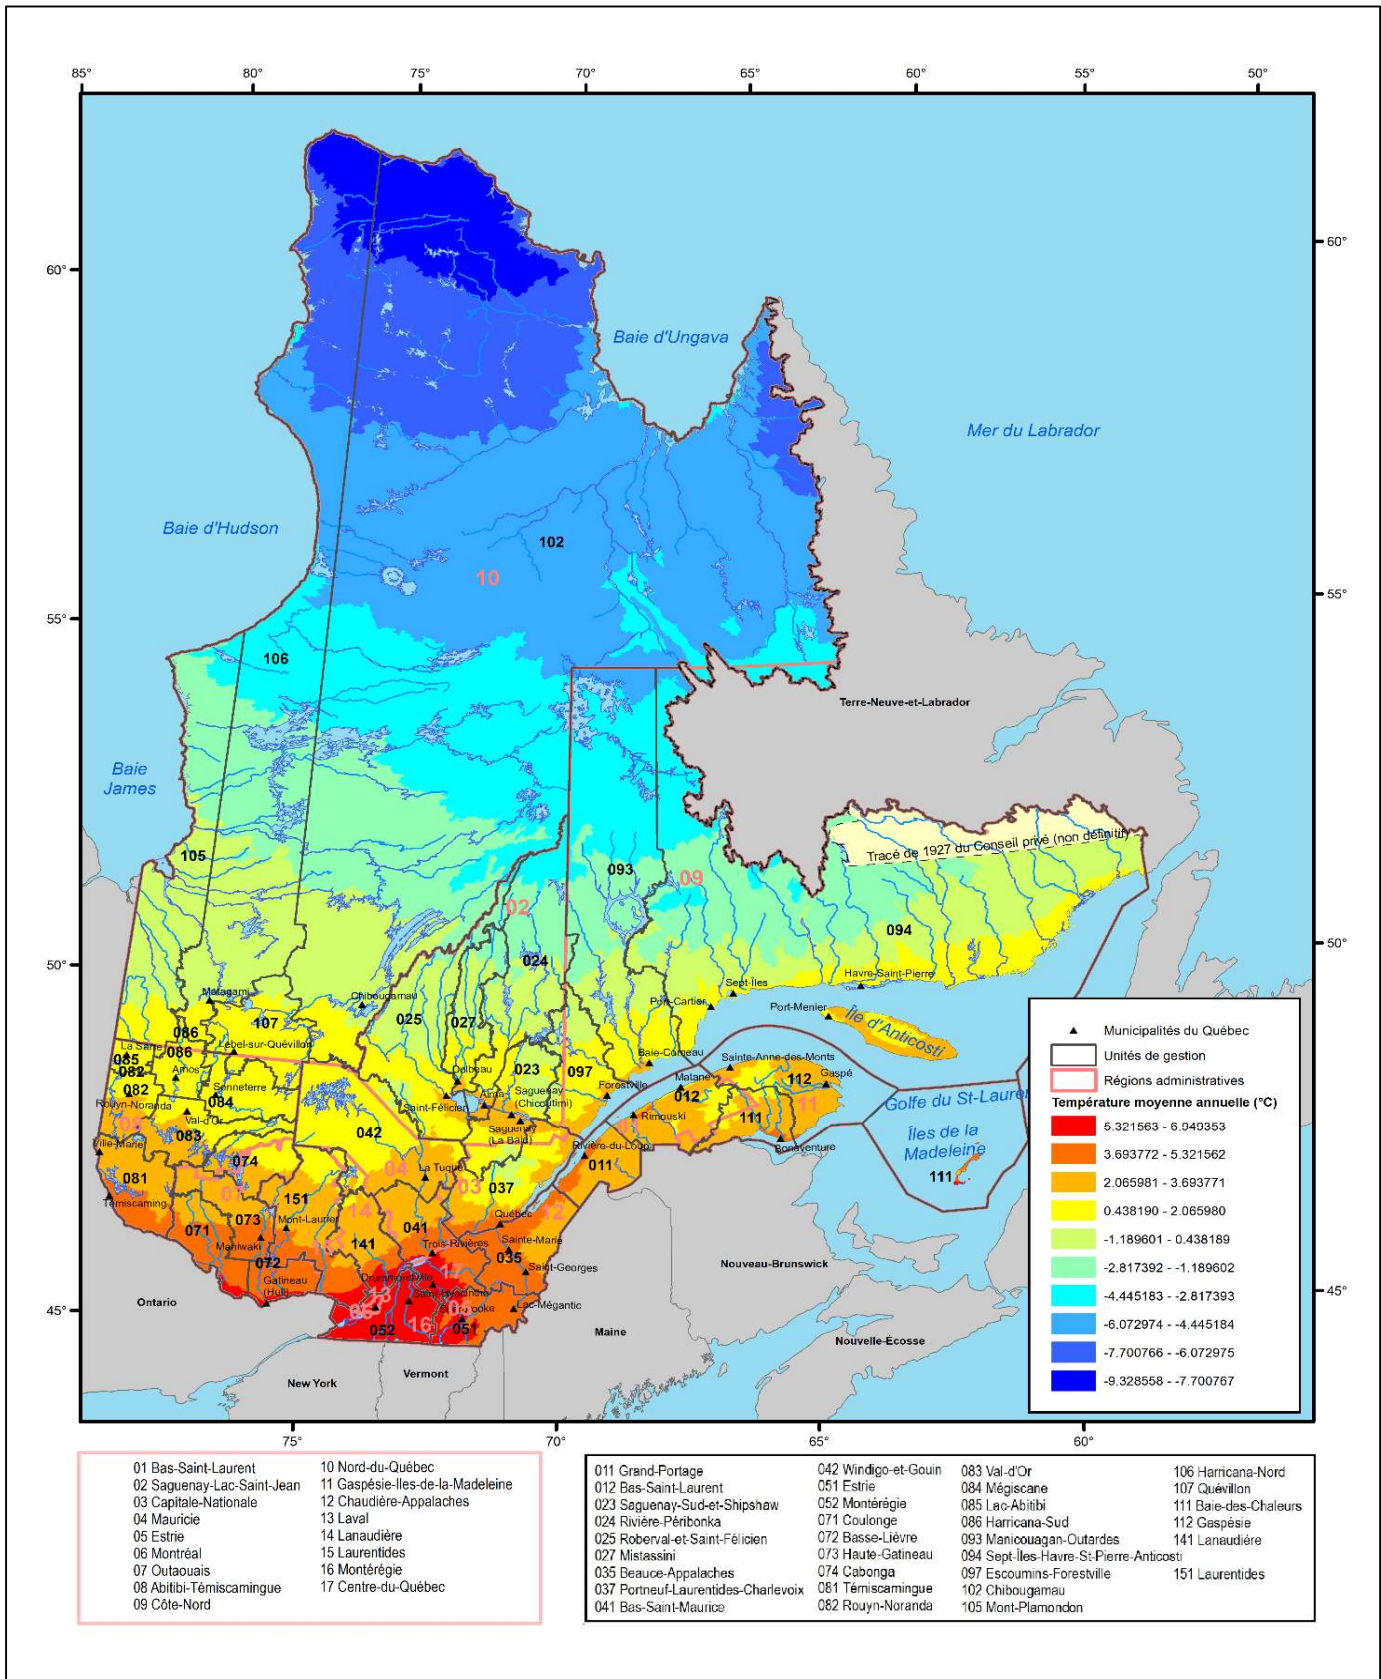 85°
80°
75°
70°
65°
60°
55°
50°
60°
60°
Baie d'Ungava
Mer du Labrador
Baie d'Hudson
102
10
55°
55°
106
Terre-Neuve-et-Labrador
Baie
James
Tracé de 1927 du Conseil privé (non définitif)
105
093
09
02
094
50°
50°
024
Havre-Saint-Pierre
Sept-Îles
Matagami
Chibougamau
Port-Cartier
Port-Menier
Île d'Anticosti
025
027
107
086
La Sarre
086
Lebel-sur-Quévillon
085
082
Amos
082
Senneterre
084
Rouyn-Noranda
Val-d'Or
08
083
Ville-Marie
074
081
Témiscaming
07
042
Dolbeau
023
097
Baie-Comeau
Sainte-Anne-des-Monts
Matane
112
Gaspé
Alma
Saguenay
(Chicoutimi)
Forestville
012
Saint-Félicien
Rimouski
01
111
11
Golfe du St-Laurent
Saguenay
(La Baie)
Rivière-du-Loup
Bonaventure
Îles de la
Madeleine
111
011
04
La Tuque
03
037
151
14
12
Québec
071
073
Mont-Laurier
041
Sainte-Marie
Maniwaki
15
141
Trois-Rivières
035
072
17
Saint-Georges
Gatineau
(Hull)
Drummondville
13
Saint-Hyacinthe
05
Lac-Mégantic
45°
45°
Ontario
052
16
051
Nouveau-Brunswick
Maine
Nouvelle-Écosse
New York
Vermont
75°
70°
65°
60°
Municipalités du Québec
Unités de gestion
Régions administratives
Température moyenne annuelle (°C)
5.321563 - 6.949353
3.693772 - 5.321562
2.065981 - 3.693771
0.438190 - 2.065980
-1.189601 - 0.438189
-2.817392 - -1.189602
-4.445183 - -2.817393
-6.072974 - -4.445184
-7.700766 - -6.072975
-9.328558 - -7.700767
01 Bas-Saint-Laurent
02 Saguenay-Lac-Saint-Jean
03 Capitale-Nationale
04 Mauricie
05 Estrie
06 Montréal
07 Outaouais
08 Abitibi-Témiscamingue
09 Côte-Nord
10 Nord-du-Québec
11 Gaspésie-Iles-de-la-Madeleine
12 Chaudière-Appalaches
13 Laval
14 Lanaudière
15 Laurentides
16 Montérégie
17 Centre-du-Québec
011 Grand-Portage
012 Bas-Saint-Laurent
023 Saguenay-Sud-et-Shipshaw
024 Rivière-Péribonka
025 Roberval-et-Saint-Félicien
027 Mistassini
035 Beauce-Appalaches
037 Portneuf-Laurentides-Charlevoix
041 Bas-Saint-Maurice
042 Windigo-et-Gouin
051 Estrie
052 Montérégie
071 Coulonge
072 Basse-Lièvre
073 Haute-Gatineau
074 Cabonga
081 Témiscamingue
082 Rouyn-Noranda
083 Val-d'Or
084 Mégiscane
085 Lac-Abitibi
086 Harricana-Sud
093 Manicouagan-Outardes
094 Sept-Îles-Havre-St-Pierre-Anticosti
097 Escoumins-Forestville
102 Chibougamau
105 Mont-Plamondon
106 Harricana-Nord
107 Quévillon
111 Baie-des-Chaleurs
112 Gaspésie
141 Lanaudière
151 Laurentides